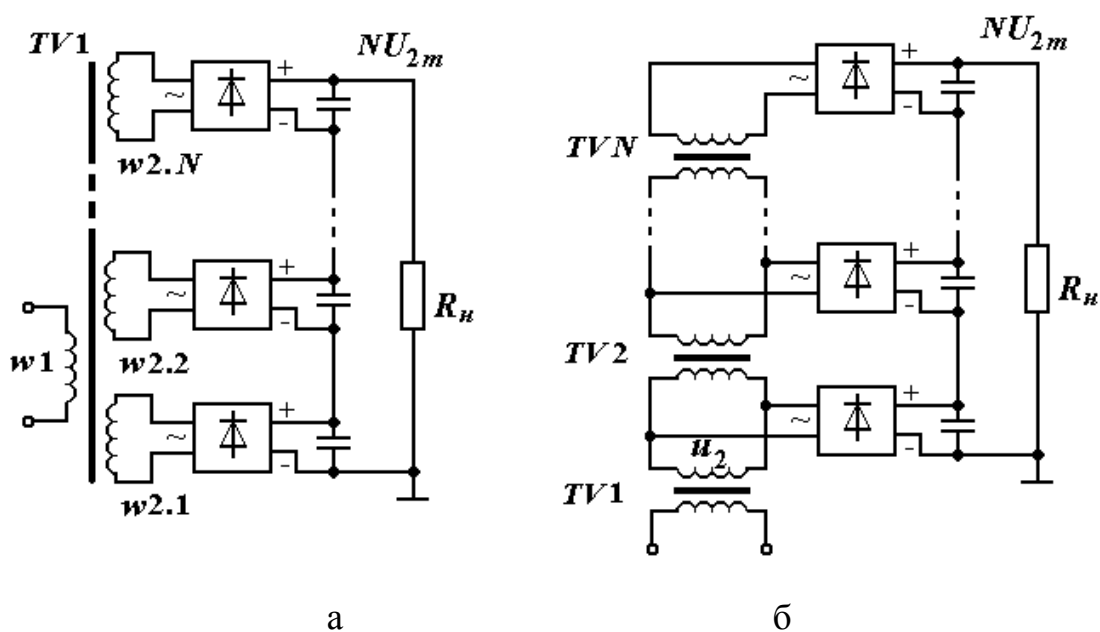 TV1
NU2m
~
+
-
w2.N
~
+
-
Rн
w1
w2.2
~
+
-
w2.1
NU2m
~
+
-
TVN
~
+
-
Rн
TV2
~
+
-
u2
TV1
а
б